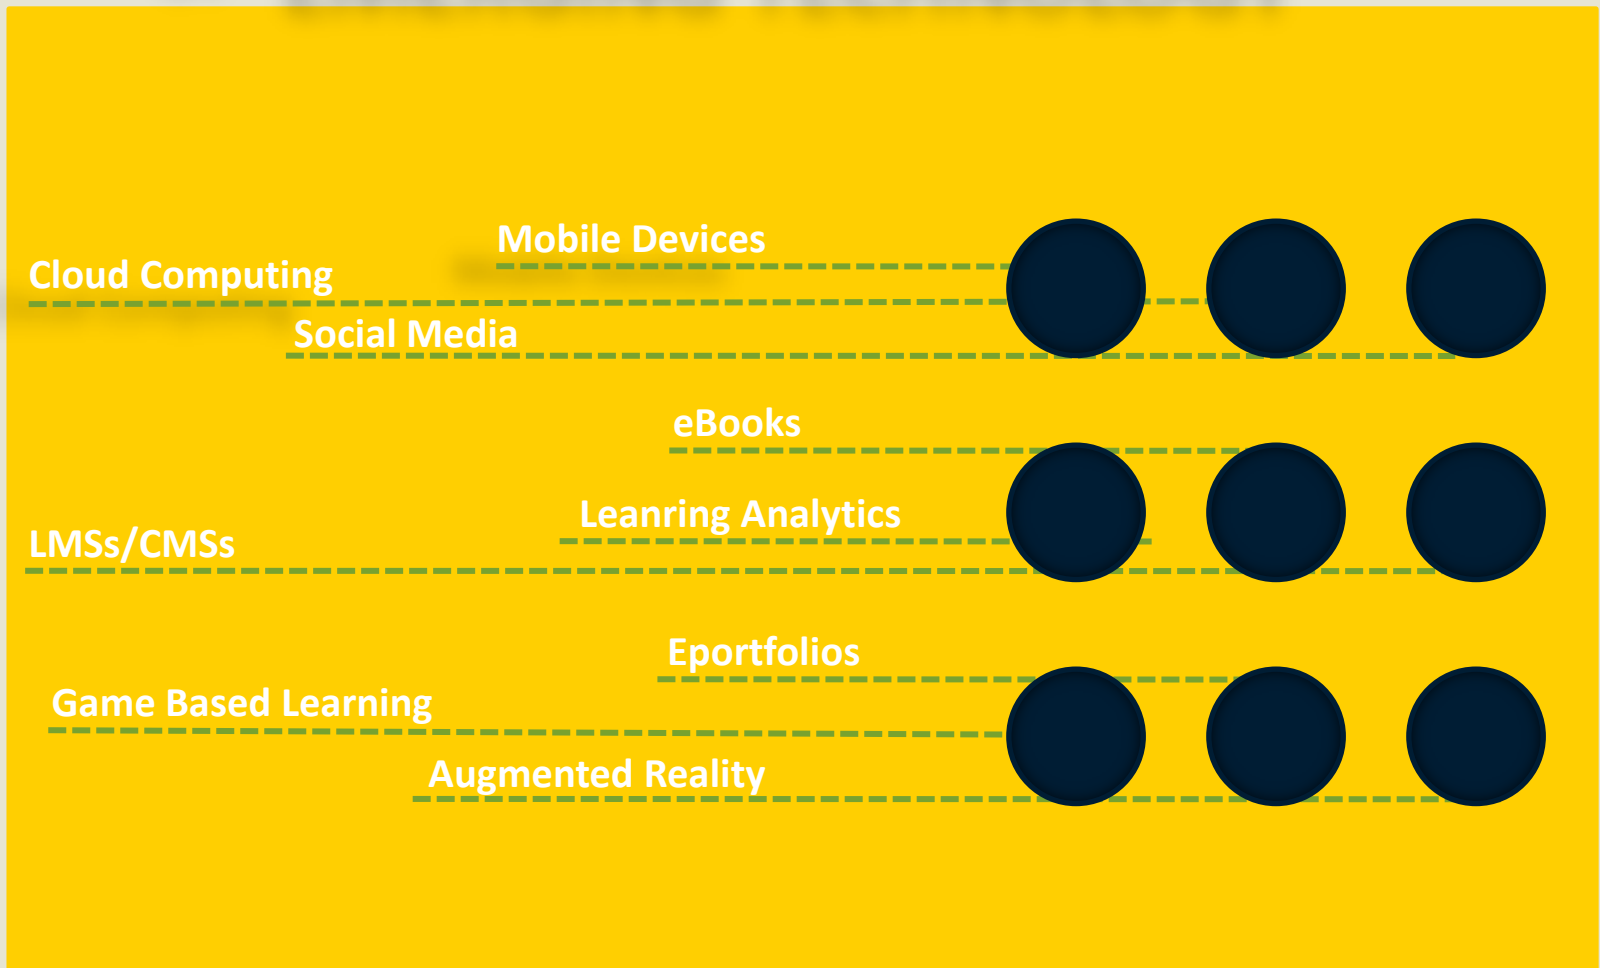 Mobile Devices
Cloud Computing
Social Media
eBooks
Leanring Analytics
LMSs/CMSs
Eportfolios
Game Based Learning
Augmented Reality